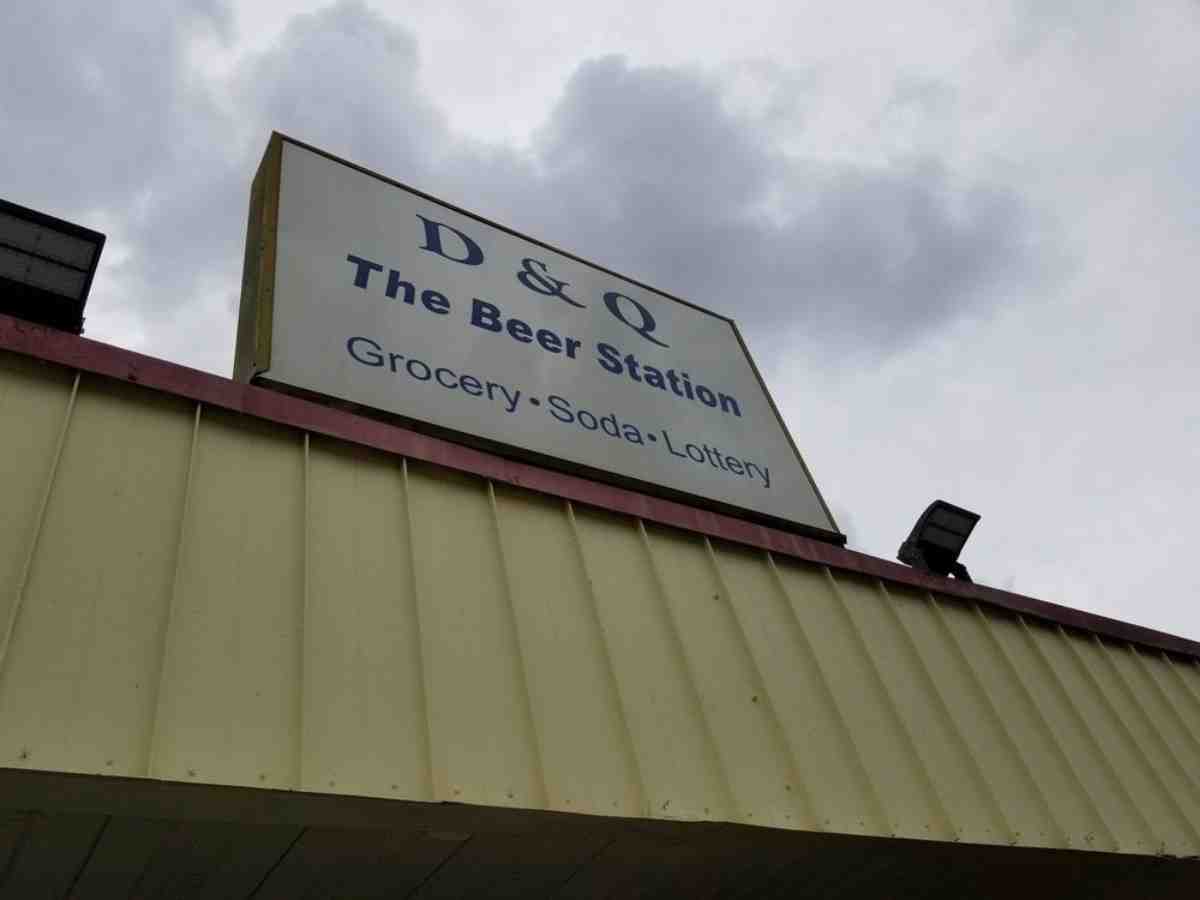 D & Q
The Beer Station
Grocery • Soda • Lottery